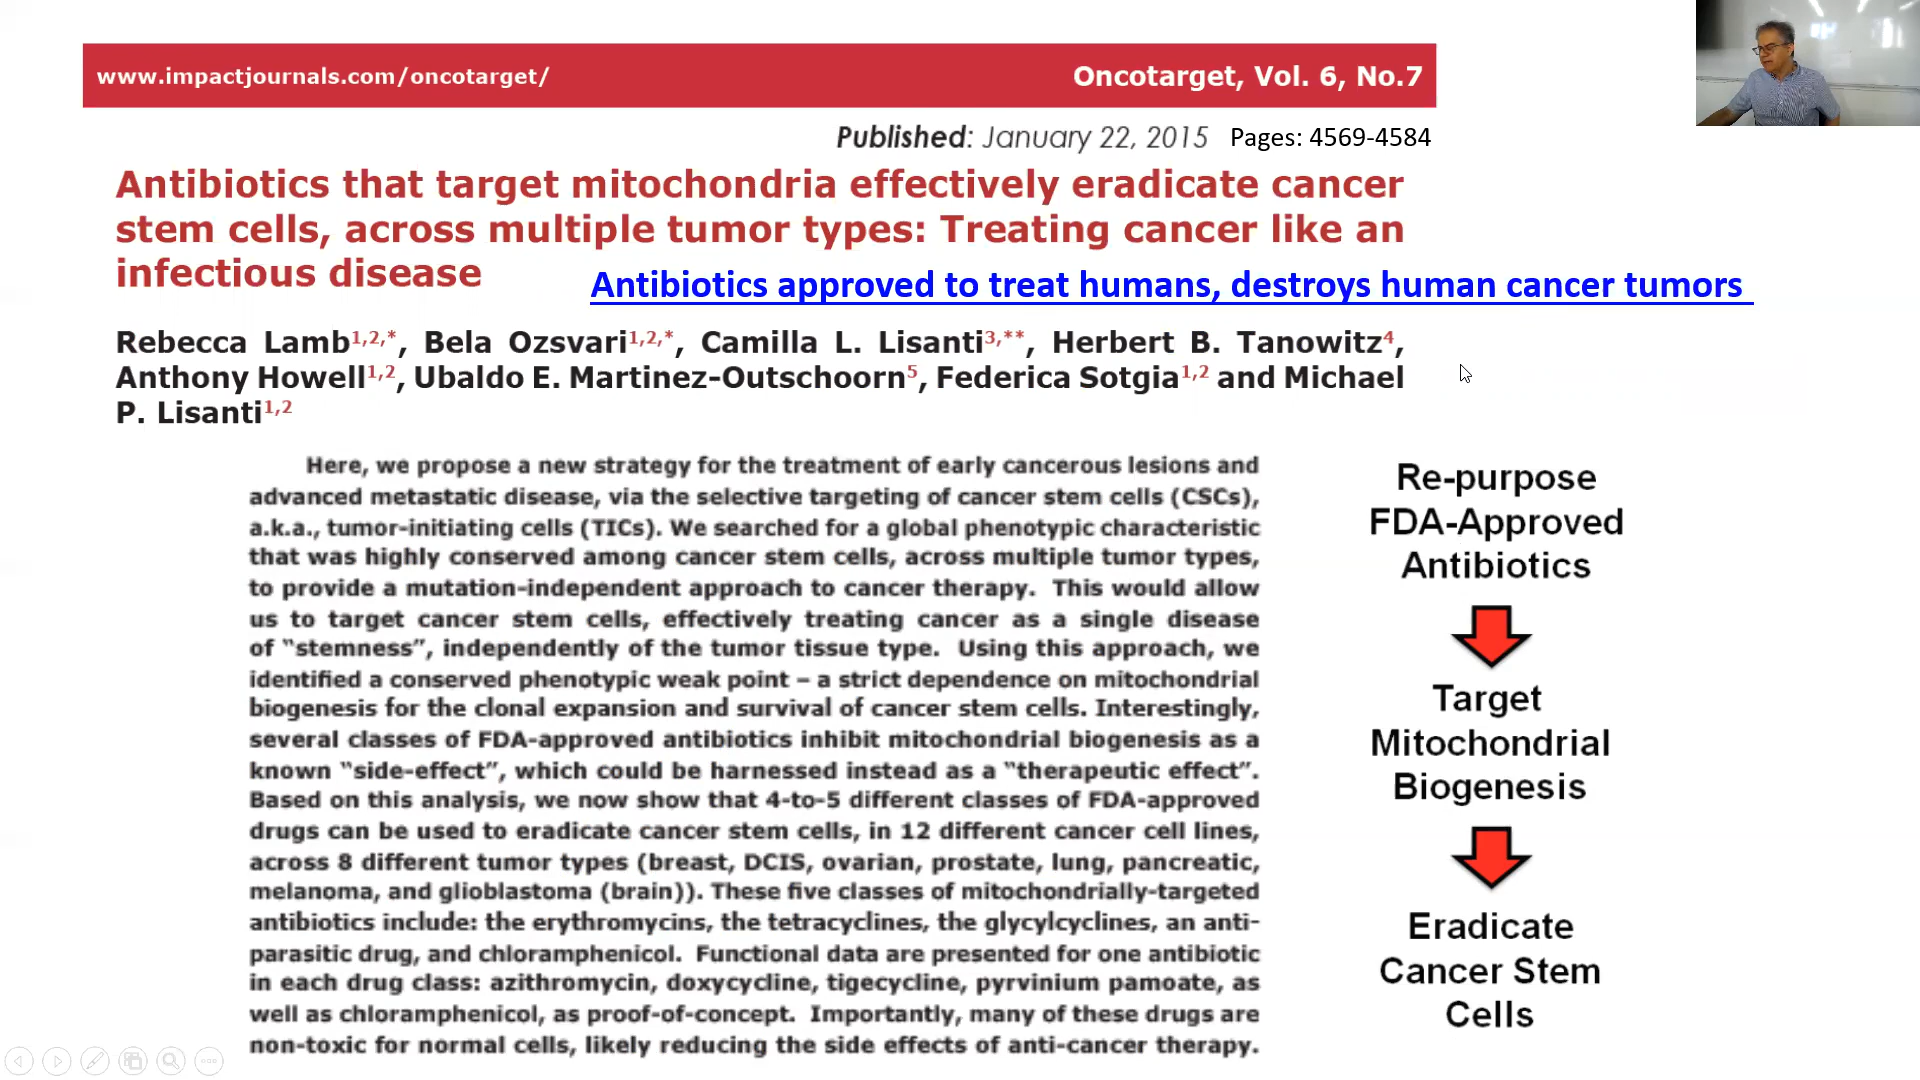 www.impactjournals.com/oncotarget/
Oncotarget, Vol. 6, No.7
Published: January 22, 2015 Pages: 4569-4584
Antibiotics that target mitochondria effectively eradicate cancer
stem cells, across multiple tumor types: Treating cancer like an
infectious disease
Antibiotics approved to treat humans, destroys human cancer tumors
Rebecca Lamb1,2,*, Bela Ozsvari1,2,*, Camilla L. Lisanti3,**, Herbert B. Tanowitz4,
Anthony Howell1,2, Ubaldo E. Martinez-Outschoorn5, Federica Sotgia1,2 and Michael
P. Lisanti1,2
Here, we propose a new strategy for the treatment of early cancerous lesions and
advanced metastatic disease, via the selective targeting of cancer stem cells (CSCs),
a.k.a., tumor-initiating cells (TICs). We searched for a global phenotypic characteristic
that was highly conserved among cancer stem cells, across multiple tumor types,
to provide a mutation-independent approach to cancer therapy. This would allow
us to target cancer stem cells, effectively treating cancer as a single disease
of “stemness”, independently of the tumor tissue type. Using this approach, we
identified a conserved phenotypic weak point – a strict dependence on mitochondrial
biogenesis for the clonal expansion and survival of cancer stem cells. Interestingly,
several classes of FDA-approved antibiotics inhibit mitochondrial biogenesis as a
known “side-effect”, which could be harnessed instead as a “therapeutic effect”.
Based on this analysis, we now show that 4-to-5 different classes of FDA-approved
drugs can be used to eradicate cancer stem cells, in 12 different cancer cell lines,
across 8 different tumor types (breast, DCIS, ovarian, prostate, lung, pancreatic,
melanoma, and glioblastoma (brain)). These five classes of mitochondrially-targeted
antibiotics include: the erythromycins, the tetracyclines, the glycylcyclines, an anti-
parasitic drug, and chloramphenicol. Functional data are presented for one antibiotic
in each drug class: azithromycin, doxycycline, tigecycline, pyrvinium pamoate, as
well as chloramphenicol, as proof-of-concept. Importantly, many of these drugs are
non-toxic for normal cells, likely reducing the side effects of anti-cancer therapy.
Re-purpose
FDA-Approved
Antibiotics
Target
Mitochondrial
Biogenesis
Eradicate
Cancer Stem
Cells